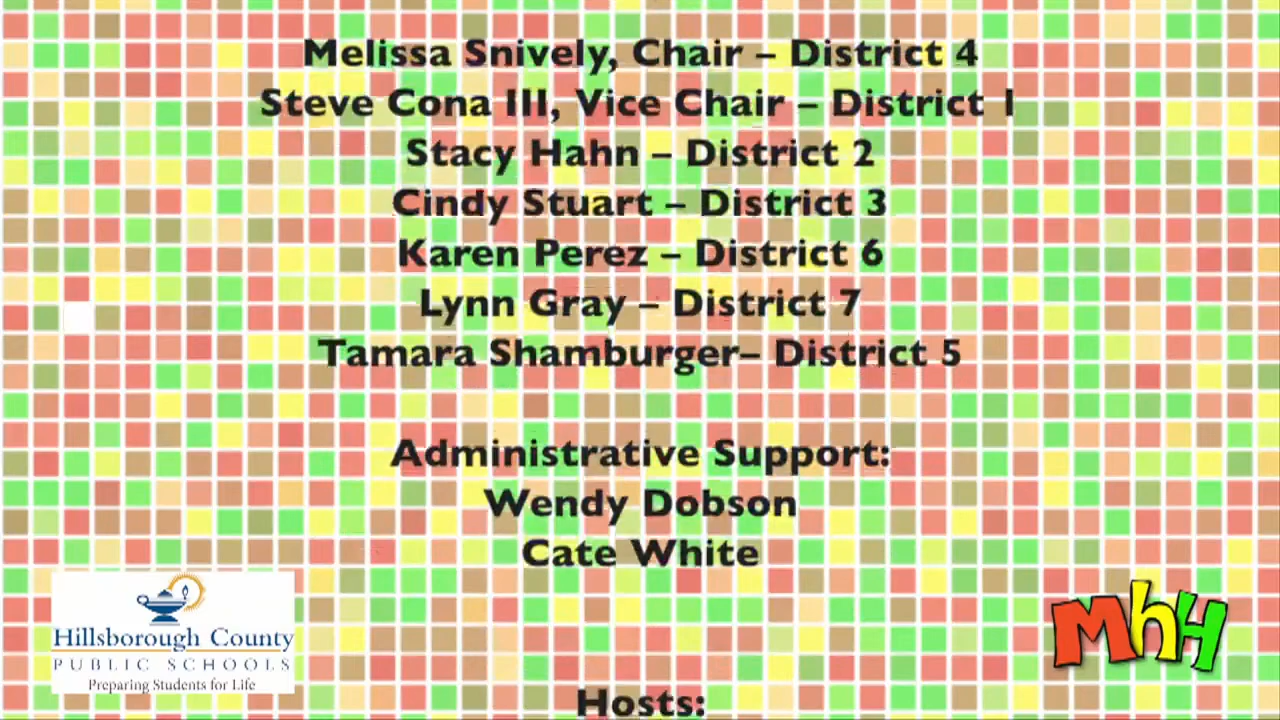 Melissa Snively, Chair – District 4
Steve Cona III, Vice Chair – District 1
Stacy Hahn – District 2
Cindy Stuart – District 3
Karen Perez – District 6
Lynn Gray – District 7
Tamara Shamburger– District 5
Administrative Support:
Wendy Dobson
Cate White
Hillsborough County
PUBLIC SCHOOLS
Preparing Students for Life
MhH
Hosts: